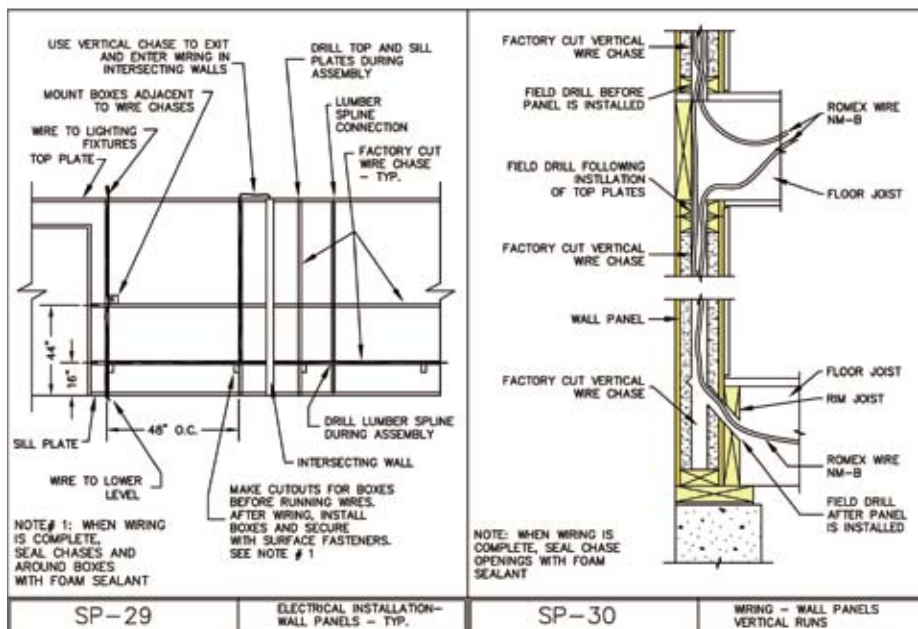 USE VERTICAL CHASE TO EXIT
AND ENTER WIRING IN
INTERSECTING WALLS
MOUNT BOXES ADJACENT
TO WIRE CHASES
WIRE TO LIGHTING
FIXTURES
TOP PLATE
DRILL TOP AND SILL
PLATES DURING
ASSEMBLY
LUMBER
SPLINE
CONNECTION
FACTORY CUT
WIRE CHASE
- TYP.
44"
16"
48" O.C.
SILL PLATE
WIRE TO LOWER
LEVEL
DRILL LUMBER SPLINE
DURING ASSEMBLY
INTERSECTING WALL
MAKE CUTOUTS FOR BOXES
BEFORE RUNNING WIRES.
AFTER WIRING, INSTALL
BOXES AND SECURE
WITH SURFACE FASTENERS.
SEE NOTE # 1
NOTE# 1: WHEN WIRING
IS COMPLETE,
SEAL CHASES AND
AROUND BOXES
WITH FOAM SEALANT
SP-29
ELECTRICAL INSTALLATION-
WALL PANELS - TYP.
FACTORY CUT VERTICAL
WIRE CHASE
FIELD DRILL BEFORE
PANEL IS INSTALLED
ROMEX WIRE
NM-B
FIELD DRILL FOLLOWING
INSTLLATION
OF TOP PLATES
FLOOR JOIST
FACTORY CUT VERTICAL
WIRE CHASE
WALL PANEL
FACTORY CUT VERTICAL
WIRE CHASE
FLOOR JOIST
RIM JOIST
ROMEX WIRE
NM-B
FIELD DRILL
AFTER PANEL
IS INSTALLED
NOTE: WHEN WIRING IS
COMPLETE, SEAL CHASE
OPENINGS WITH FOAM
SEALANT
SP-30
WIRING - WALL PANELS
VERTICAL RUNS